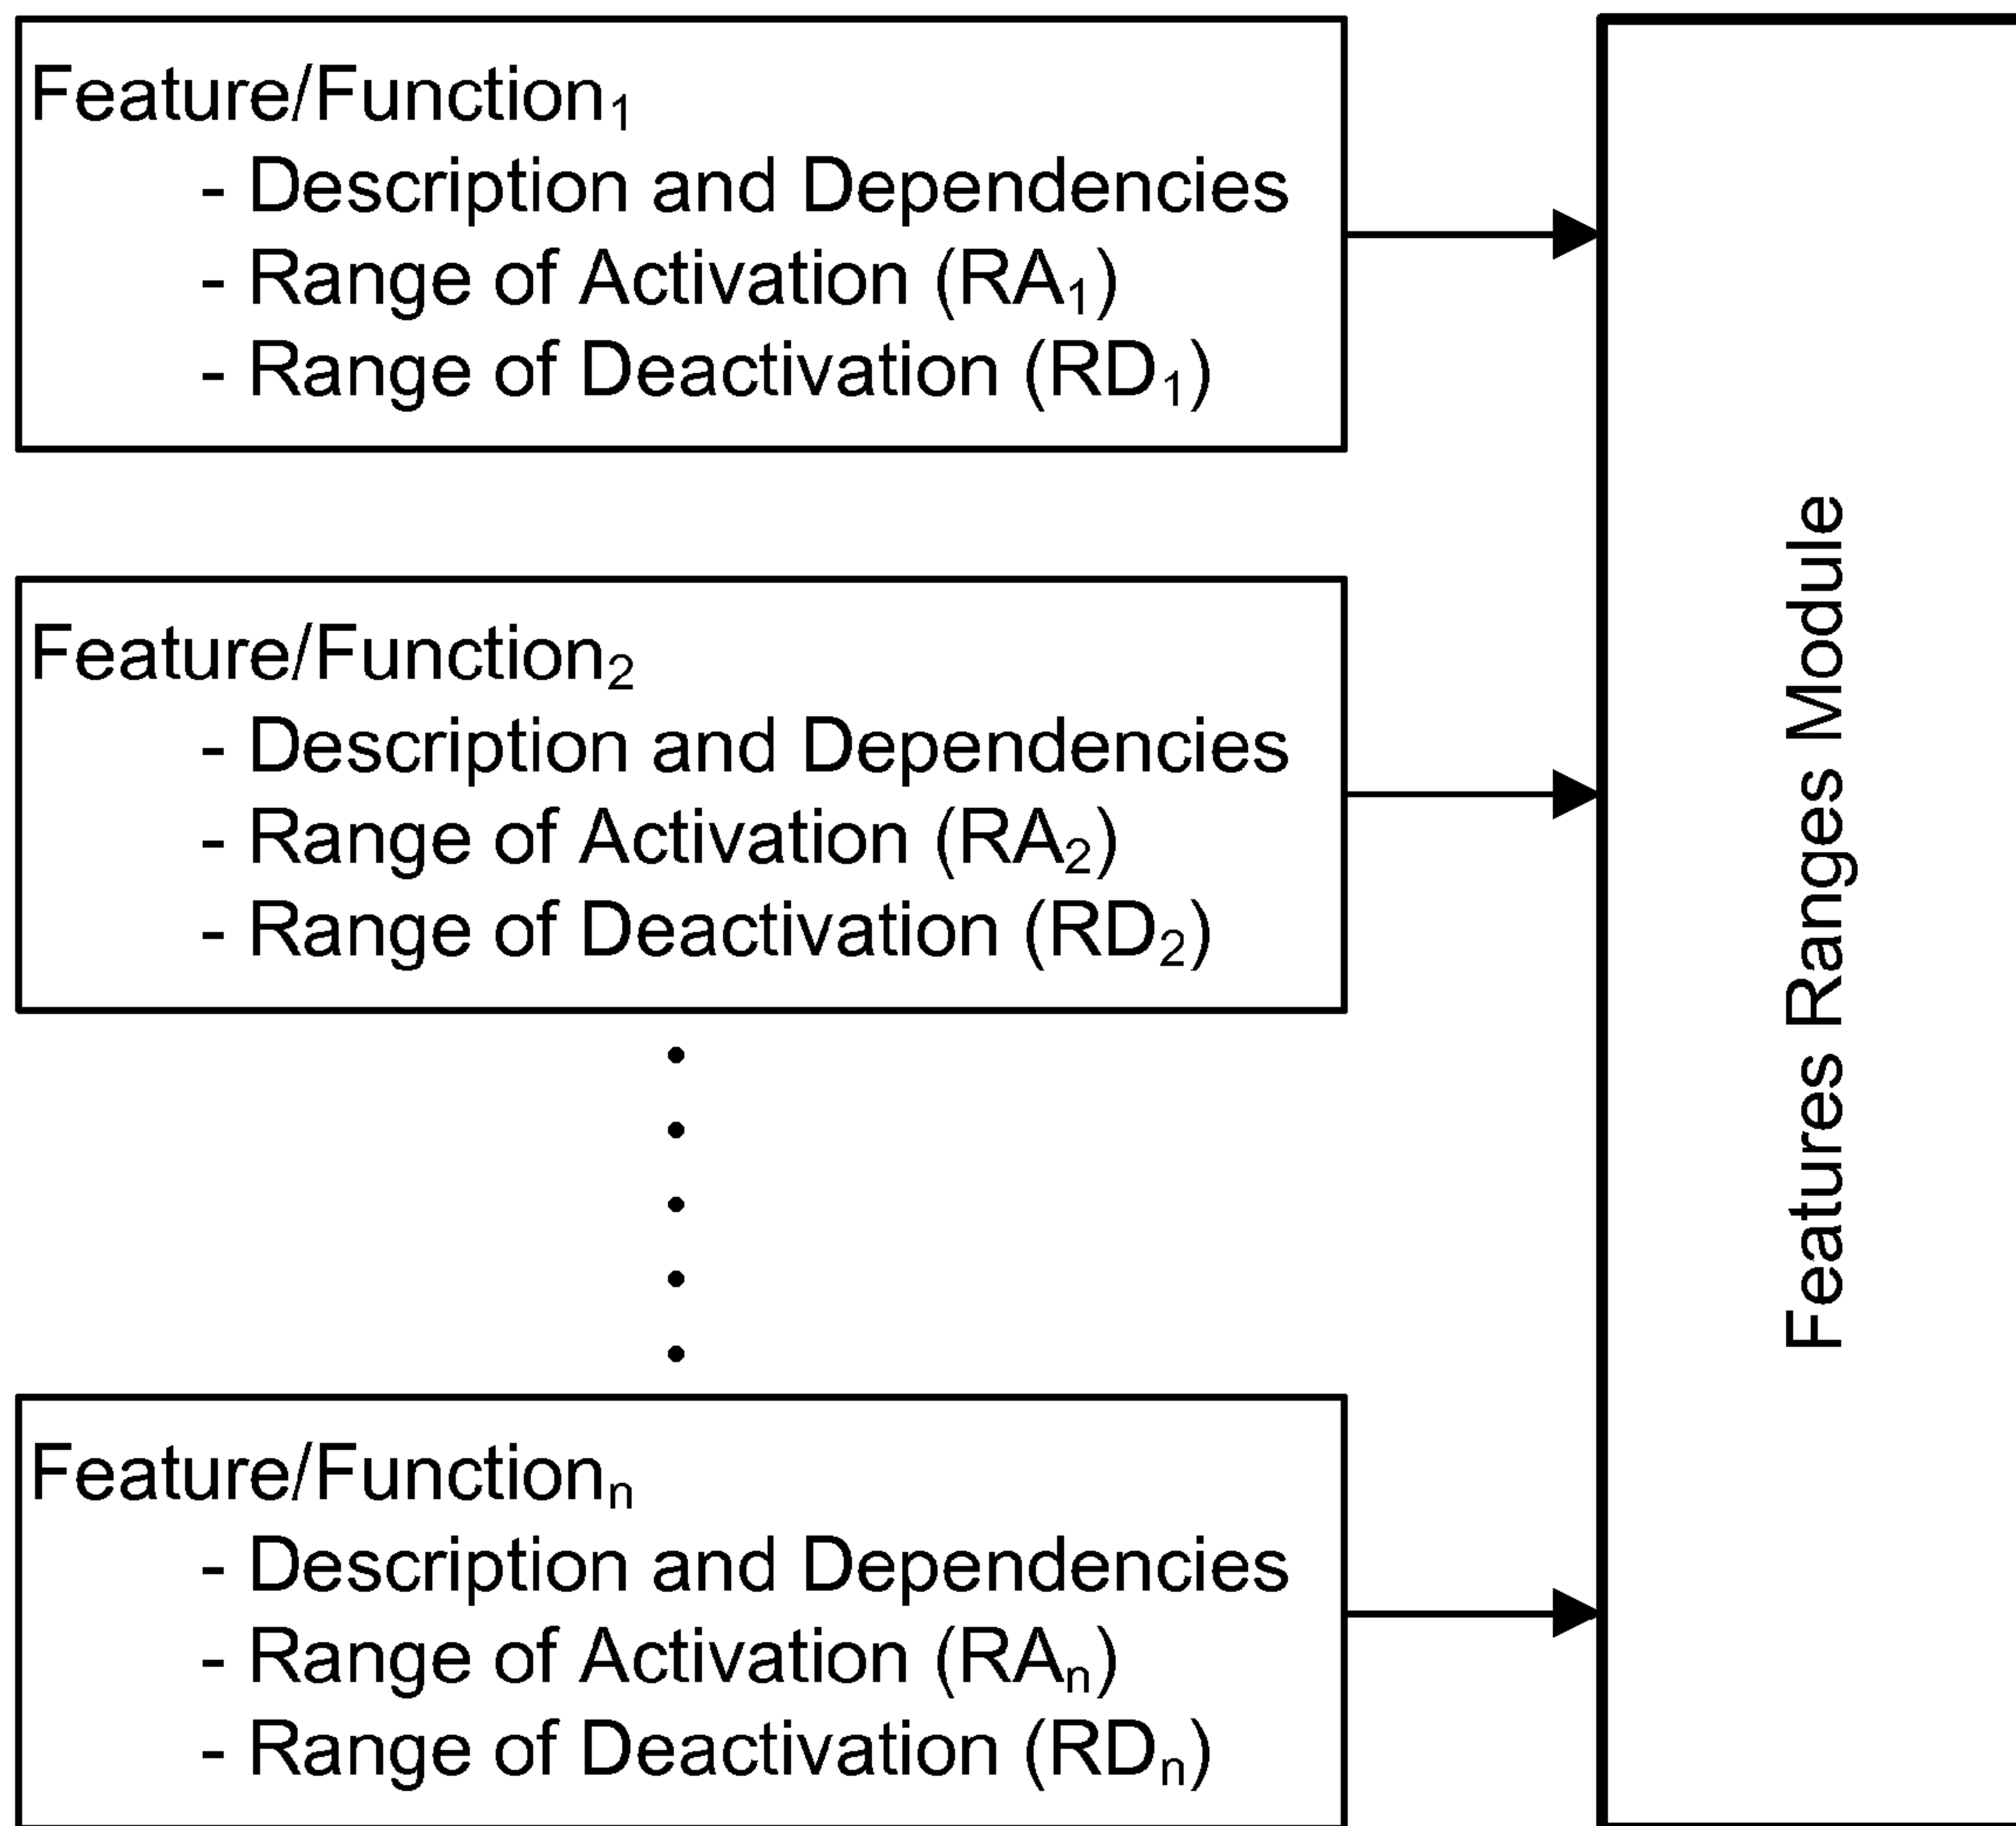 Feature/Function₁
- Description and Dependencies
- Range of Activation (RA₁)
- Range of Deactivation (RD₁)
Feature/Function₂
- Description and Dependencies
- Range of Activation (RA₂)
- Range of Deactivation (RD₂)
Feature/Functionₙ
- Description and Dependencies
- Range of Activation (RAₙ)
- Range of Deactivation (RDₙ)
Features Ranges Module